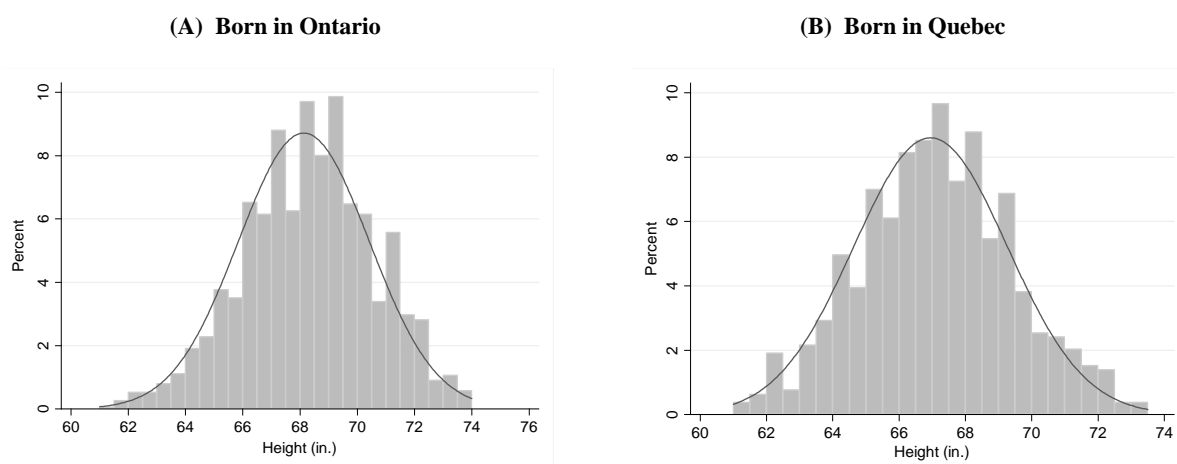 (A) Born in Ontario
Percent
10
8
6
4
2
0
60 62 64 66 68 70 72 74 76
Height (in.)
(B) Born in Quebec
Percent
10
8
6
4
2
0
60 62 64 66 68 70 72 74
Height (in.)